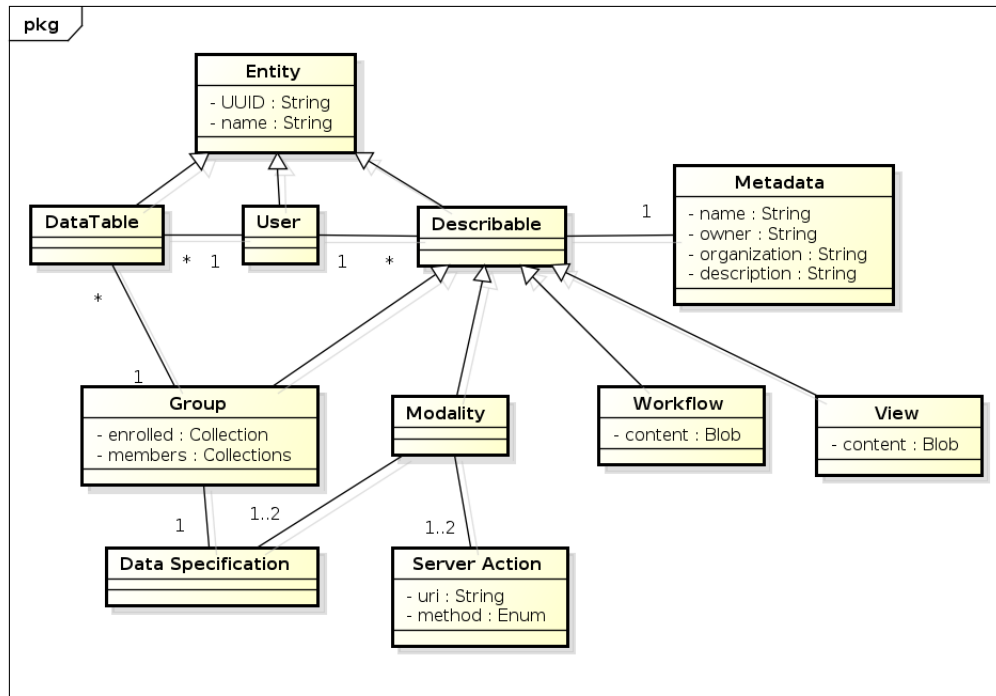 pkg
Entity
- UUID : String
- name : String
DataTable
User
Describable
Metadata
- name : String
- owner : String
- organization : String
- description : String
1
* 1
1 *
*
1
Group
- enrolled : Collection
- members : Collections
Modality
Workflow
- content : Blob
View
- content : Blob
1
1..2
1..2
Data Specification
Server Action
- uri : String
- method : Enum